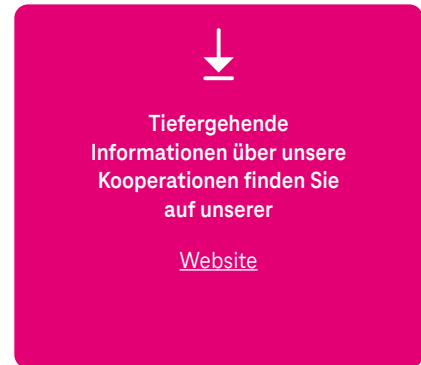 Tiefergehende
Informationen über unsere
Kooperationen finden Sie
auf unserer
Website